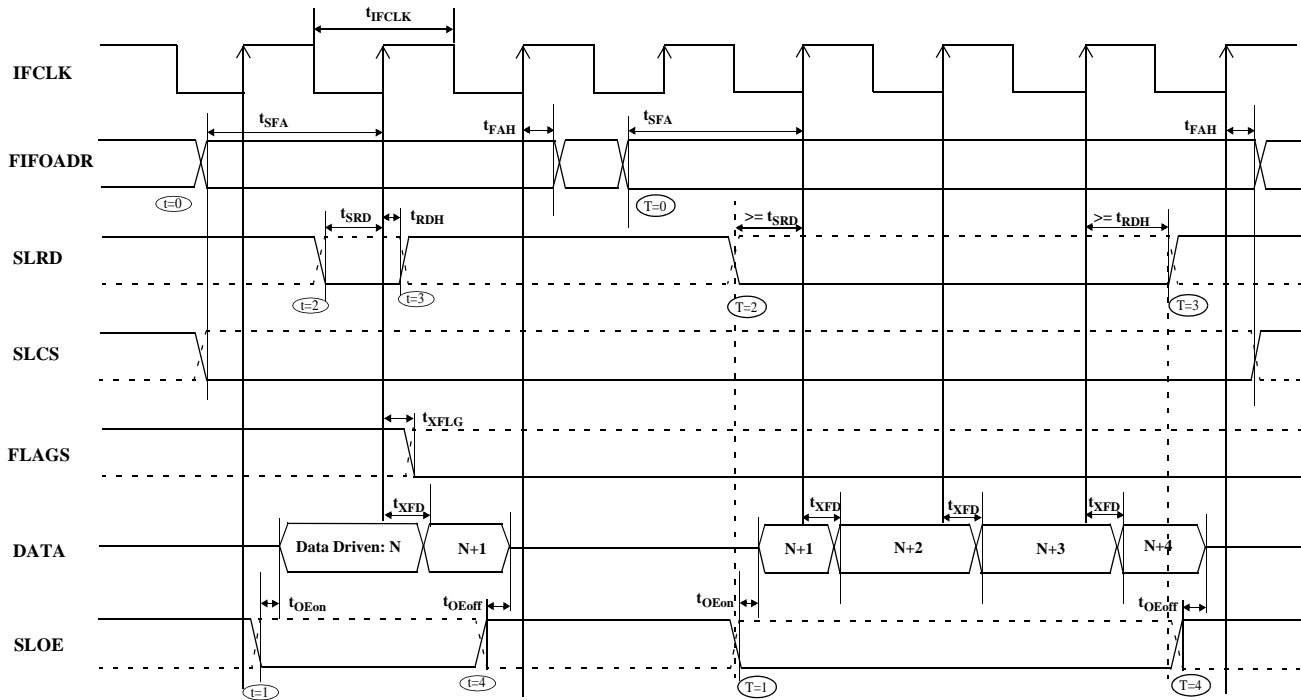 tIFCLK
IFCLK
tSFA
tFAH
tSFA
tFAH
FIFOADR
t=0
T=0
tSRD
tRDH
>= tSRD
>= tRDH
SLRD
t=2
t=3
T=2
T=3
SLCS
tXFLG
FLAGS
tXFD
tXFD
tXFD
tXFD
DATA
Data Driven: N
N+1
N+1
N+2
N+3
N+4
tOEon
tOEoff
tOEon
tOEoff
SLOE
t=1
t=4
T=1
T=4